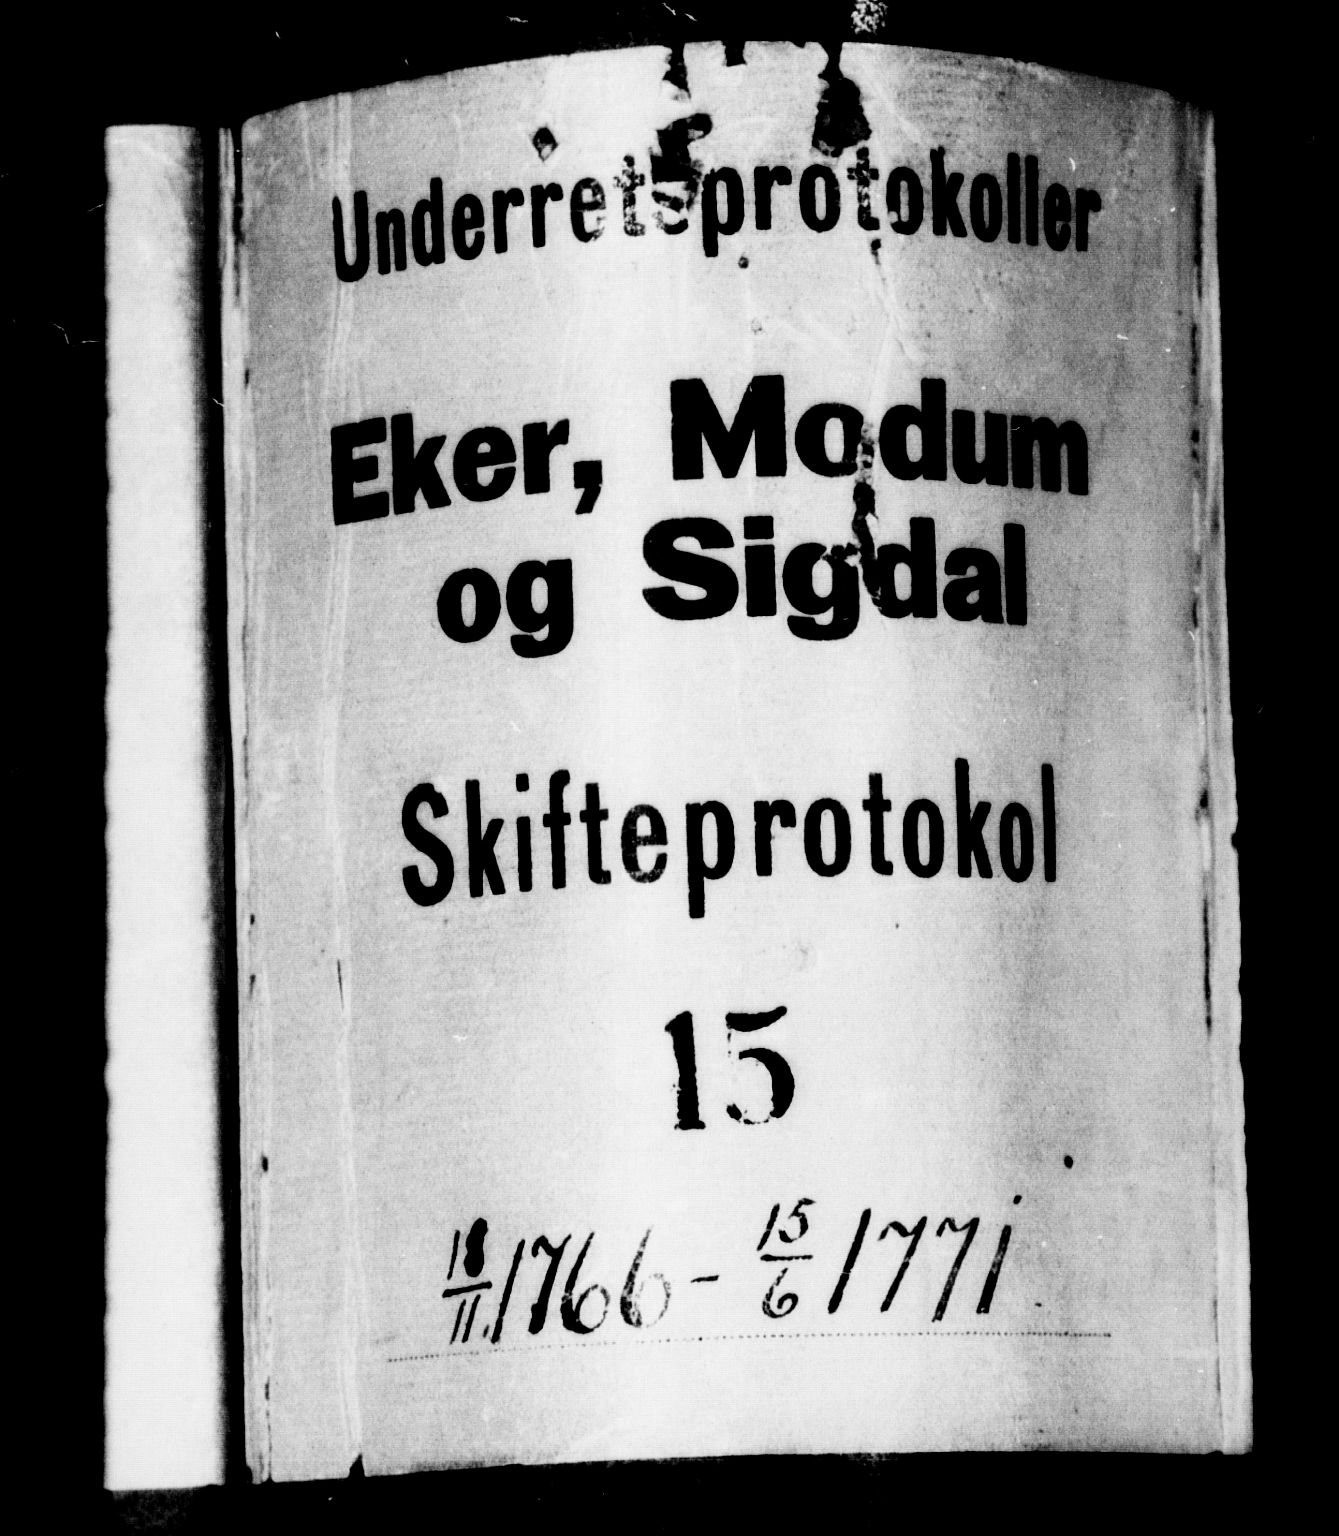 Underretsprotokoller
Eker, Modum
og Sigdal
Skifteprotokol
15
18/11 1766 - 15/6 1771